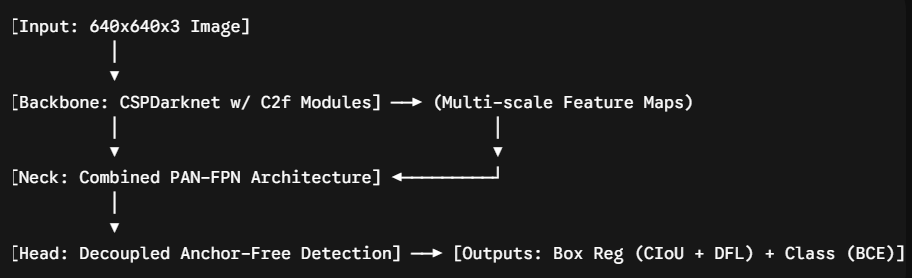 [Input: 640x640x3 Image]
[Backbone: CSPDarknet w/ C2f Modules] ──► (Multi-scale Feature Maps)
[Neck: Combined PAN-FPN Architecture] ◄─────────┘
[Head: Decoupled Anchor-Free Detection] ──► [Outputs: Box Reg (CIoU + DFL) + Class (BCE)]